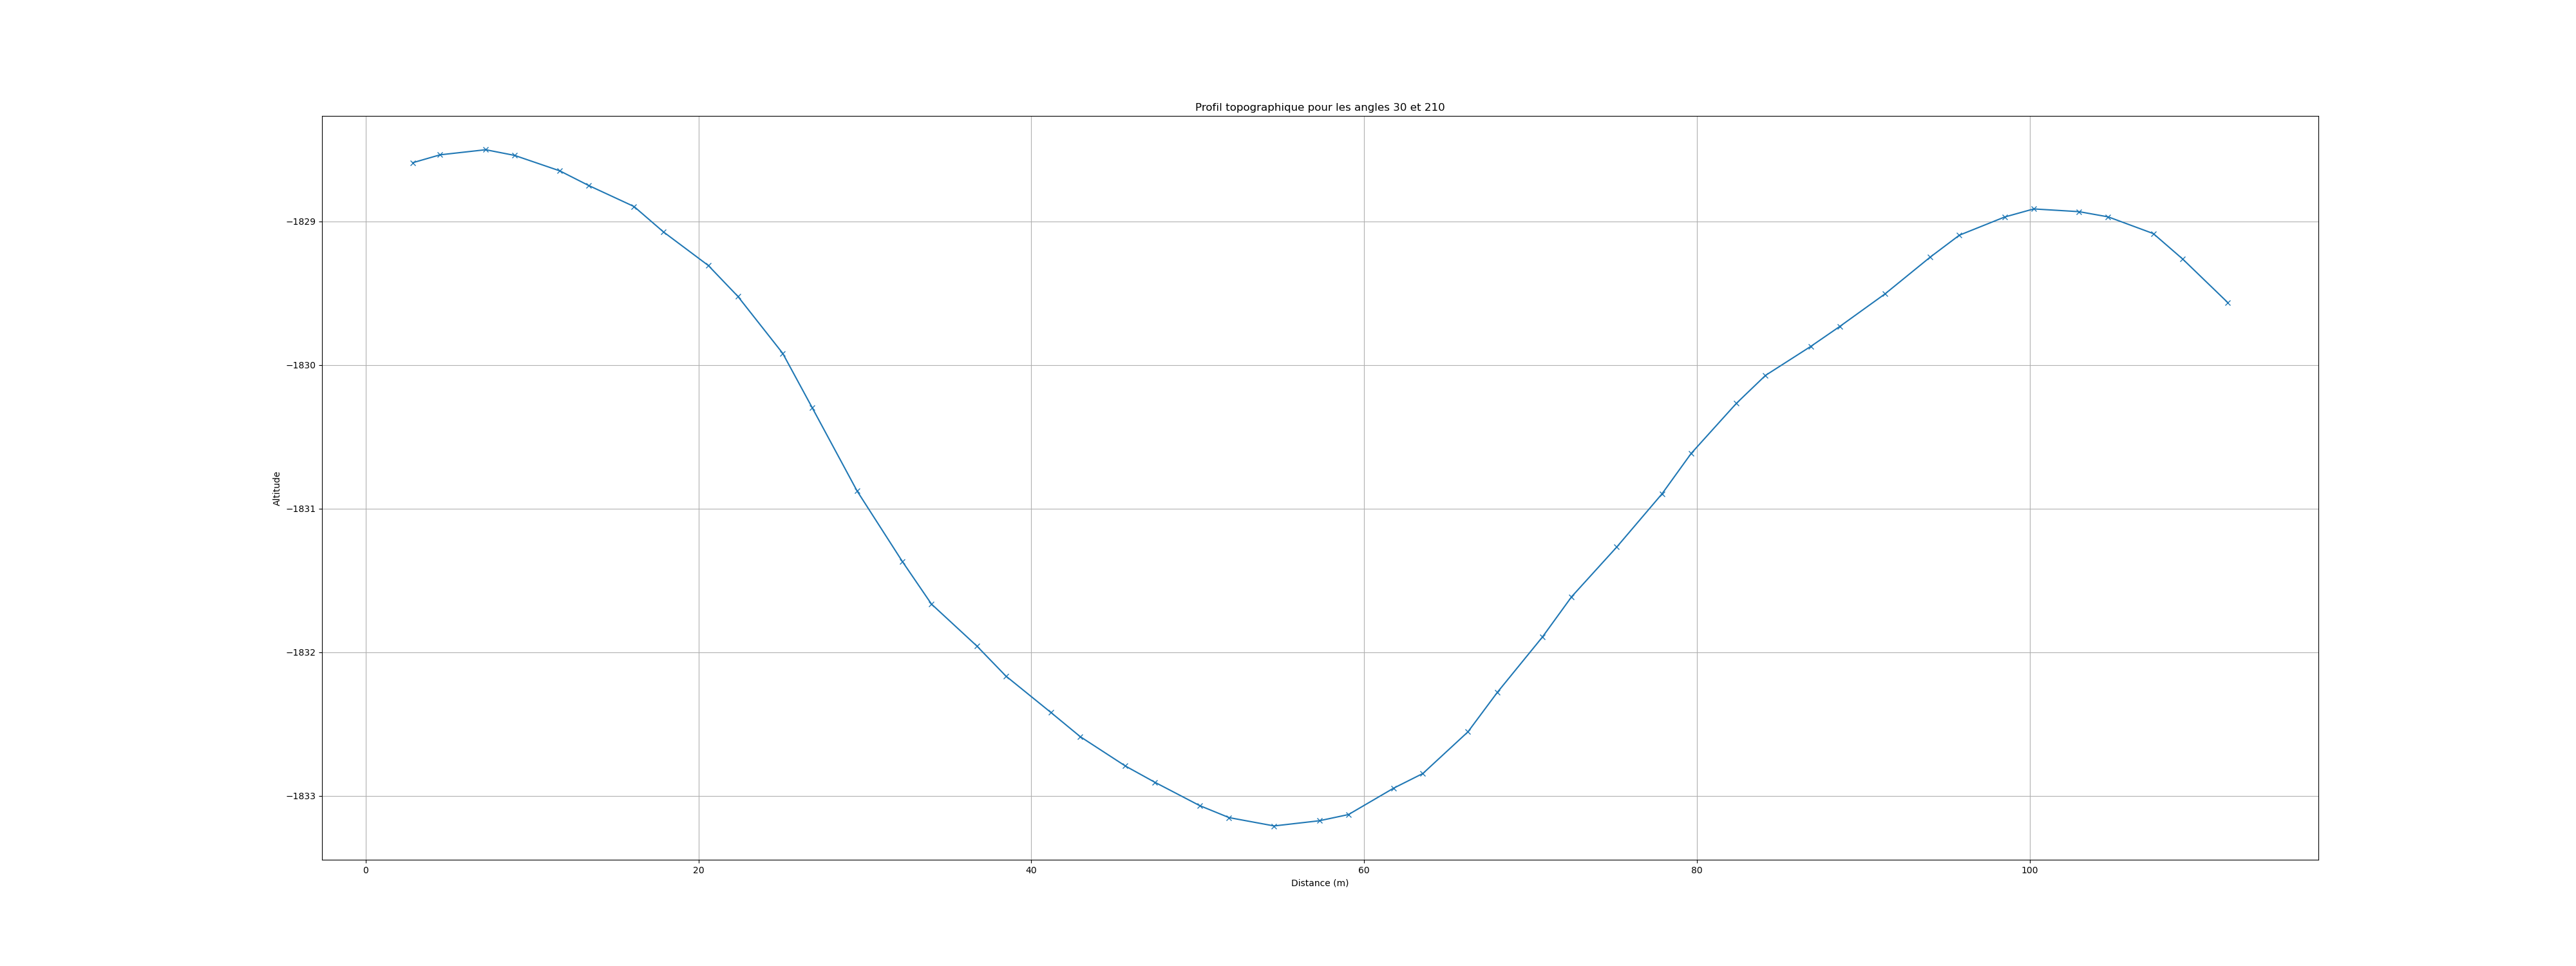 Profil topographique pour les angles 30 et 210
Altitude
−1829
−1830
−1831
−1832
−1833
0 20 40 60 80 100
Distance (m)